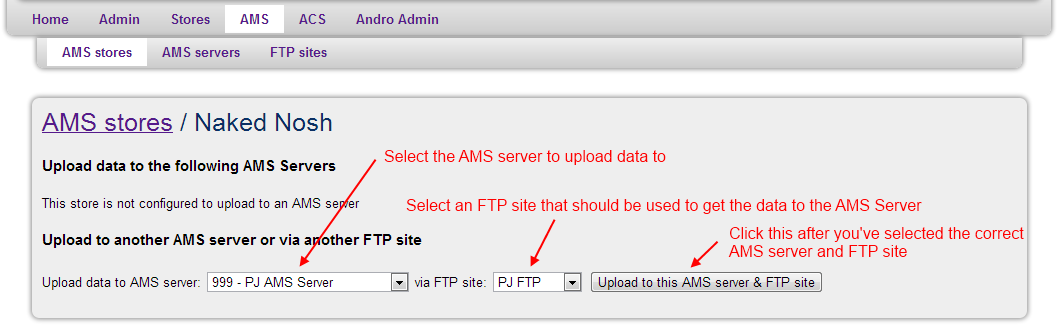 Home Admin Stores AMS ACS Andro Admin
AMS stores AMS servers FTP sites
AMS stores / Naked Nosh
Select the AMS server to upload data to
Upload data to the following AMS Servers
This store is not configured to upload to an AMS server
Select an FTP site that should be used to get the data to the AMS Server
Click this after you've selected the correct
AMS server and FTP site
Upload to another AMS server or via another FTP site
Upload data to AMS server: 999 - PJ AMS Server via FTP site: PJ FTP Upload to this AMS server & FTP site